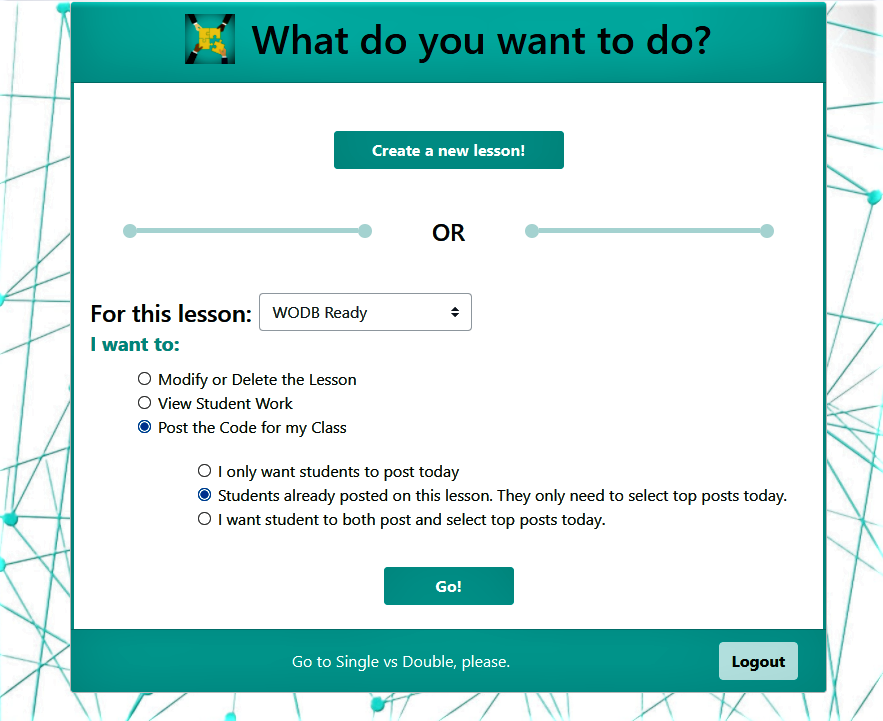 What do you want to do?
Create a new lesson!
OR
For this lesson: WODB Ready
I want to:
Modify or Delete the Lesson
View Student Work
Post the Code for my Class
I only want students to post today
Students already posted on this lesson. They only need to select top posts today.
I want student to both post and select top posts today.
Go!
Go to Single vs Double, please.
Logout